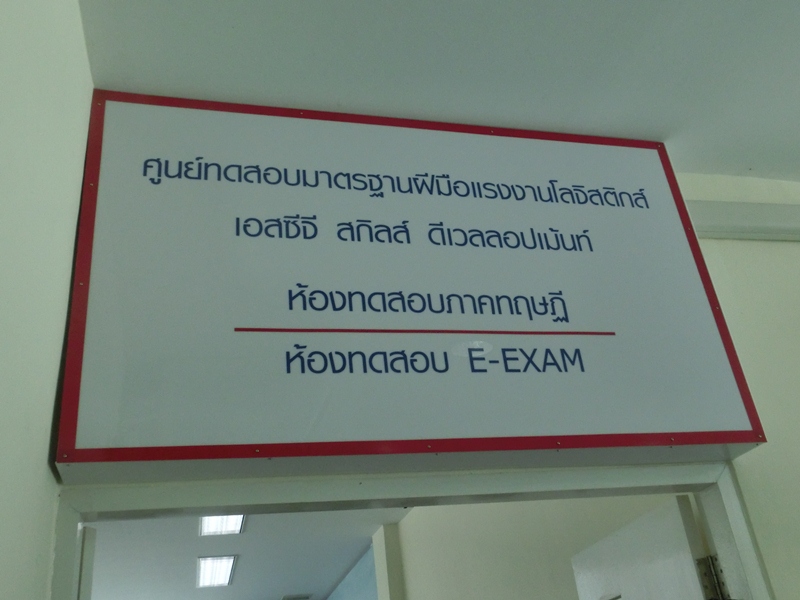 ศูนย์ทดสอบมาตรฐานฝีมือแรงงานโลจิสติกส์
เอสซีจี สกิลส์ ดีเวลลอปเม้นท์
ห้องทดสอบภาคทฤษฎี
ห้องทดสอบ E-EXAM